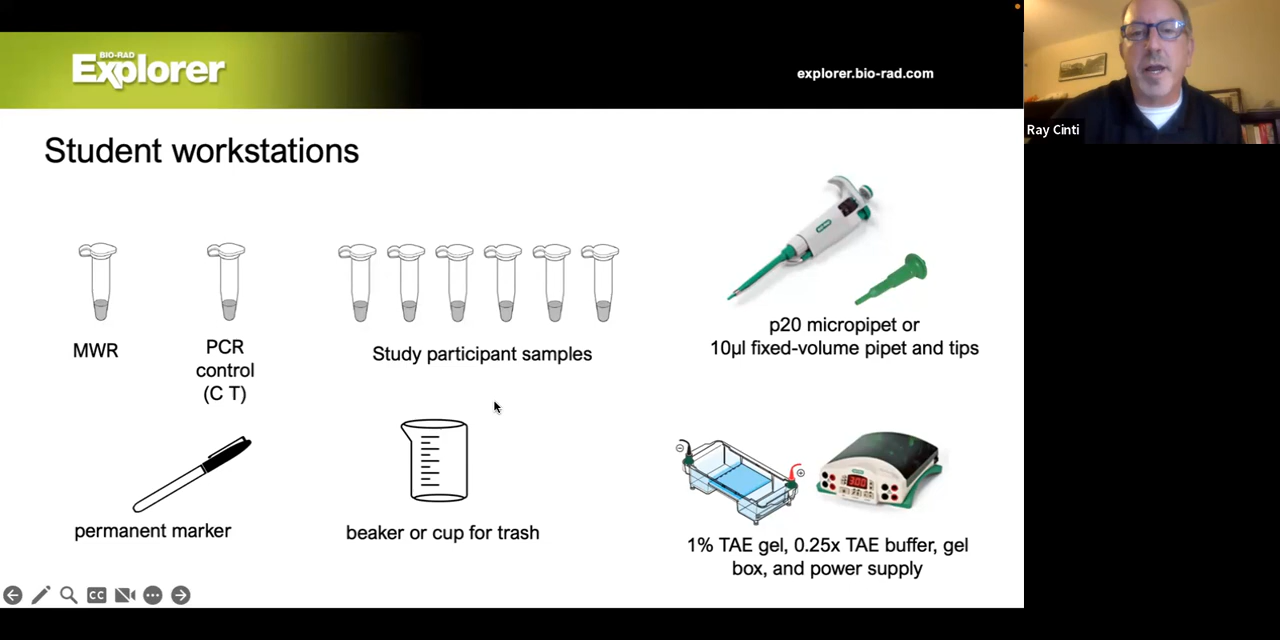 BIO-RAD
Explorer
explorer.bio-rad.com
Ray Cinti
Student workstations
MWR
PCR
control
(C T)
Study participant samples
p20 micropipet or
10µl fixed-volume pipet and tips
permanent marker
beaker or cup for trash
300
1% TAE gel, 0.25x TAE buffer, gel
box, and power supply
CC